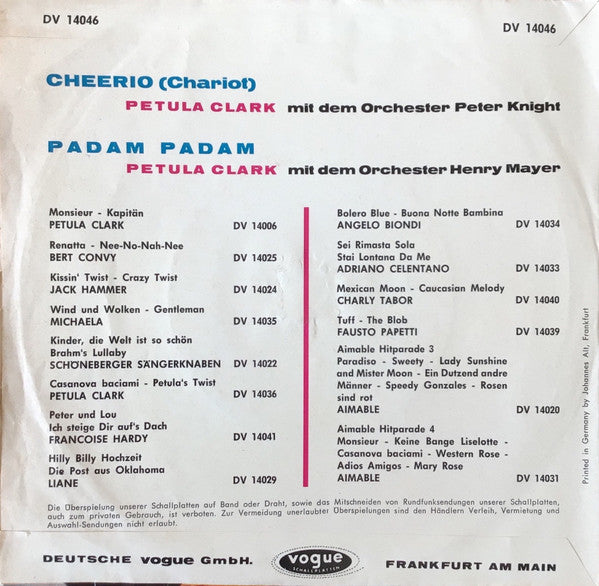 DV 14046
DV 14046
CHEERIO (Chariot)
PETULA CLARK mit dem Orchester Peter Knight
PADAM PADAM
PETULA CLARK mit dem Orchester Henry Mayer
Monsieur - Kapitän
PETULA CLARK DV 14006
Renatta - Nee-No-Nah-Nee
BERT CONVY DV 14025
Kissin' Twist - Crazy Twist
JACK HAMMER DV 14024
Wind und Wolken - Gentleman
MICHAELA DV 14035
Kinder, die Welt ist so schön
Brahm's Lullaby
SCHÖNEBERGER SÄNGERKNABEN DV 14022
Casanova baciami - Petula's Twist
PETULA CLARK DV 14036
Peter und Lou
Ich steige Dir auf's Dach
FRANCOISE HARDY DV 14041
Hilly Billy Hochzeit
Die Post aus Oklahoma
LIANE DV 14029
Bolero Blue - Buona Notte Bambina
ANGELO BIONDI DV 14034
Sei Rimasta Sola
Stai Lontana Da Me
ADRIANO CELENTANO DV 14033
Mexican Moon - Caucasian Melody
CHARLY TABOR DV 14040
Tuff - The Blob
FAUSTO PAPETTI DV 14039
Aimable Hitparade 3
Paradiso - Sweety - Lady Sunshine
and Mister Moon - Ein Dutzend andre
Männer - Speedy Gonzales - Rosen
sind rot
AIMABLE DV 14020
Aimable Hitparade 4
Monsieur - Keine Bange Liselotte -
Casanova baciami - Western Rose -
Adios Amigos - Mary Rose
AIMABLE DV 14031
Printed in Germany by Johannes Alt, Frankfurt
Die Überspielung unserer Schallplatten auf Band oder Draht, sowie das Mitschneiden von Rundfunksendungen unserer Schallplatten,
auch zum privaten Gebrauch, ist verboten. Zur Vermeidung unerlaubter Überspielungen sind den Händlern Verleih, Vermietung und
Auswahl-Sendungen nicht erlaubt.
DEUTSCHE vogue GmbH.
vogue
SCHALLPLATTEN
FRANKFURT AM MAIN